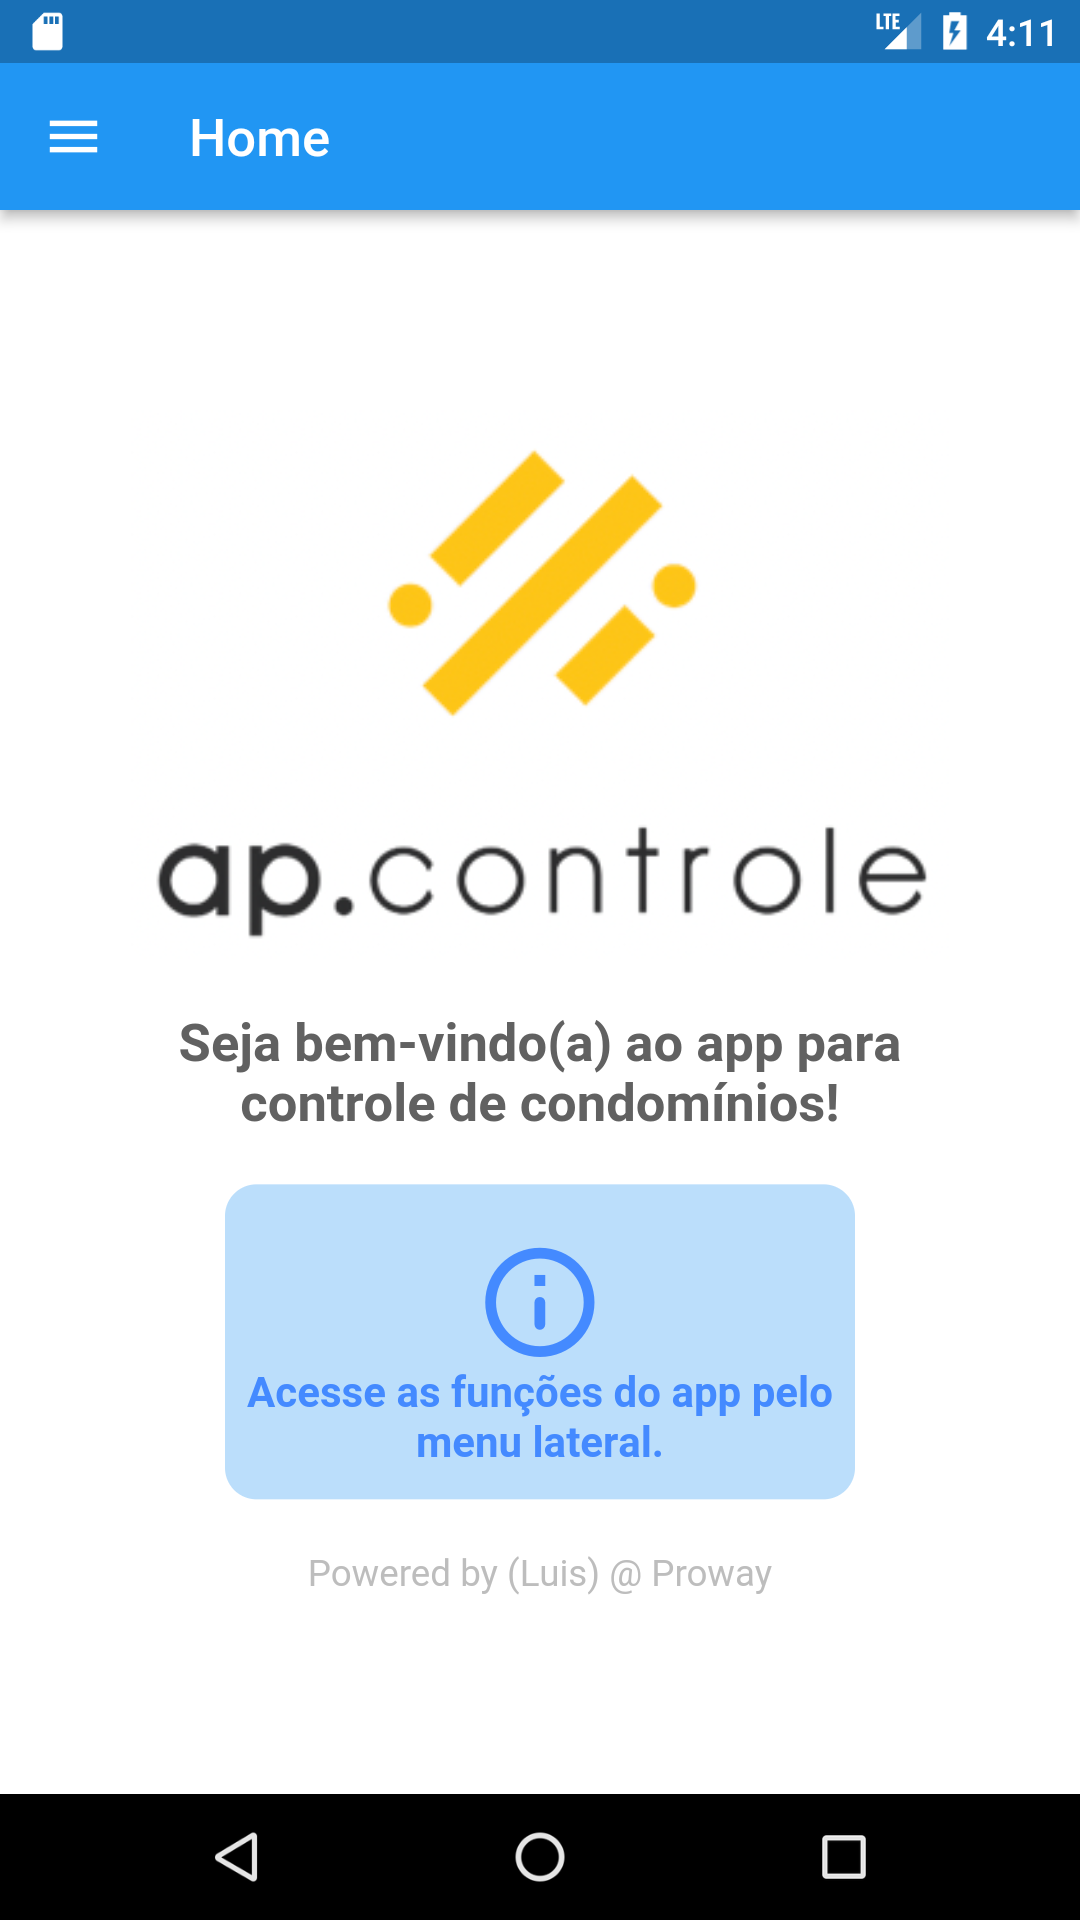 LTE 4:11
Home
ap.controle
Seja bem-vindo(a) ao app para
controle de condomínios!
Acesse as funções do app pelo
menu lateral.
Powered by (Luis) @ Proway